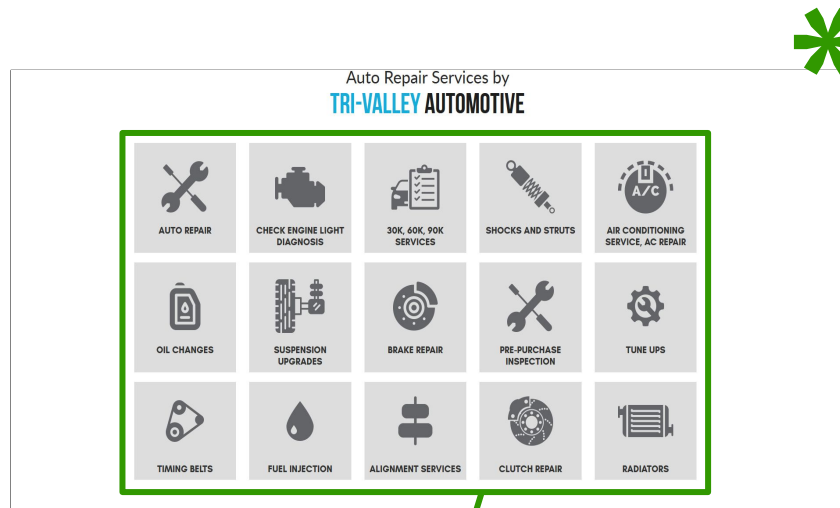 Auto Repair Services by
TRI-VALLEY AUTOMOTIVE
AUTO REPAIR
CHECK ENGINE LIGHT
DIAGNOSIS
30K, 60K, 90K
SERVICES
SHOCKS AND STRUTS
A/C
AIR CONDITIONING
SERVICE, AC REPAIR
OIL CHANGES
SUSPENSION
UPGRADES
BRAKE REPAIR
PRE-PURCHASE
INSPECTION
TUNE UPS
TIMING BELTS
FUEL INJECTION
ALIGNMENT SERVICES
CLUTCH REPAIR
RADIATORS